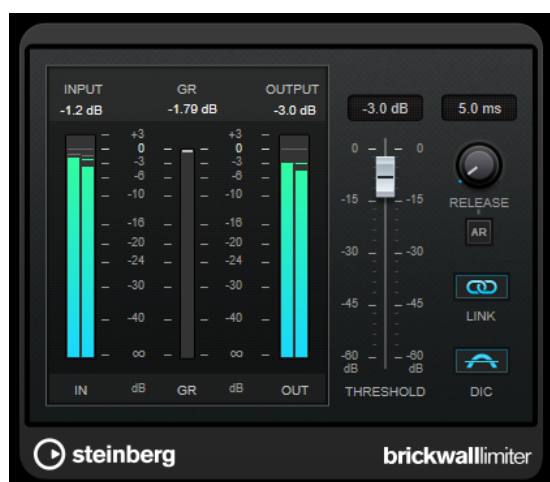 INPUT GR OUTPUT
-1.2 dB -1.79 dB -3.0 dB -3.0 dB 5.0 ms
+3 +3
0 0 0 0
-3 -3
-6 -6
-10 -10
-15 -15
-16 -16
-20 -20
-24 -24
-30 -30
-30 -30
-40 -40
-45 -45
∞ ∞
-60 -60
dB dB
RELEASE
AR
LINK
IN dB GR dB OUT THRESHOLD DIC
steinberg brickwalllimiter